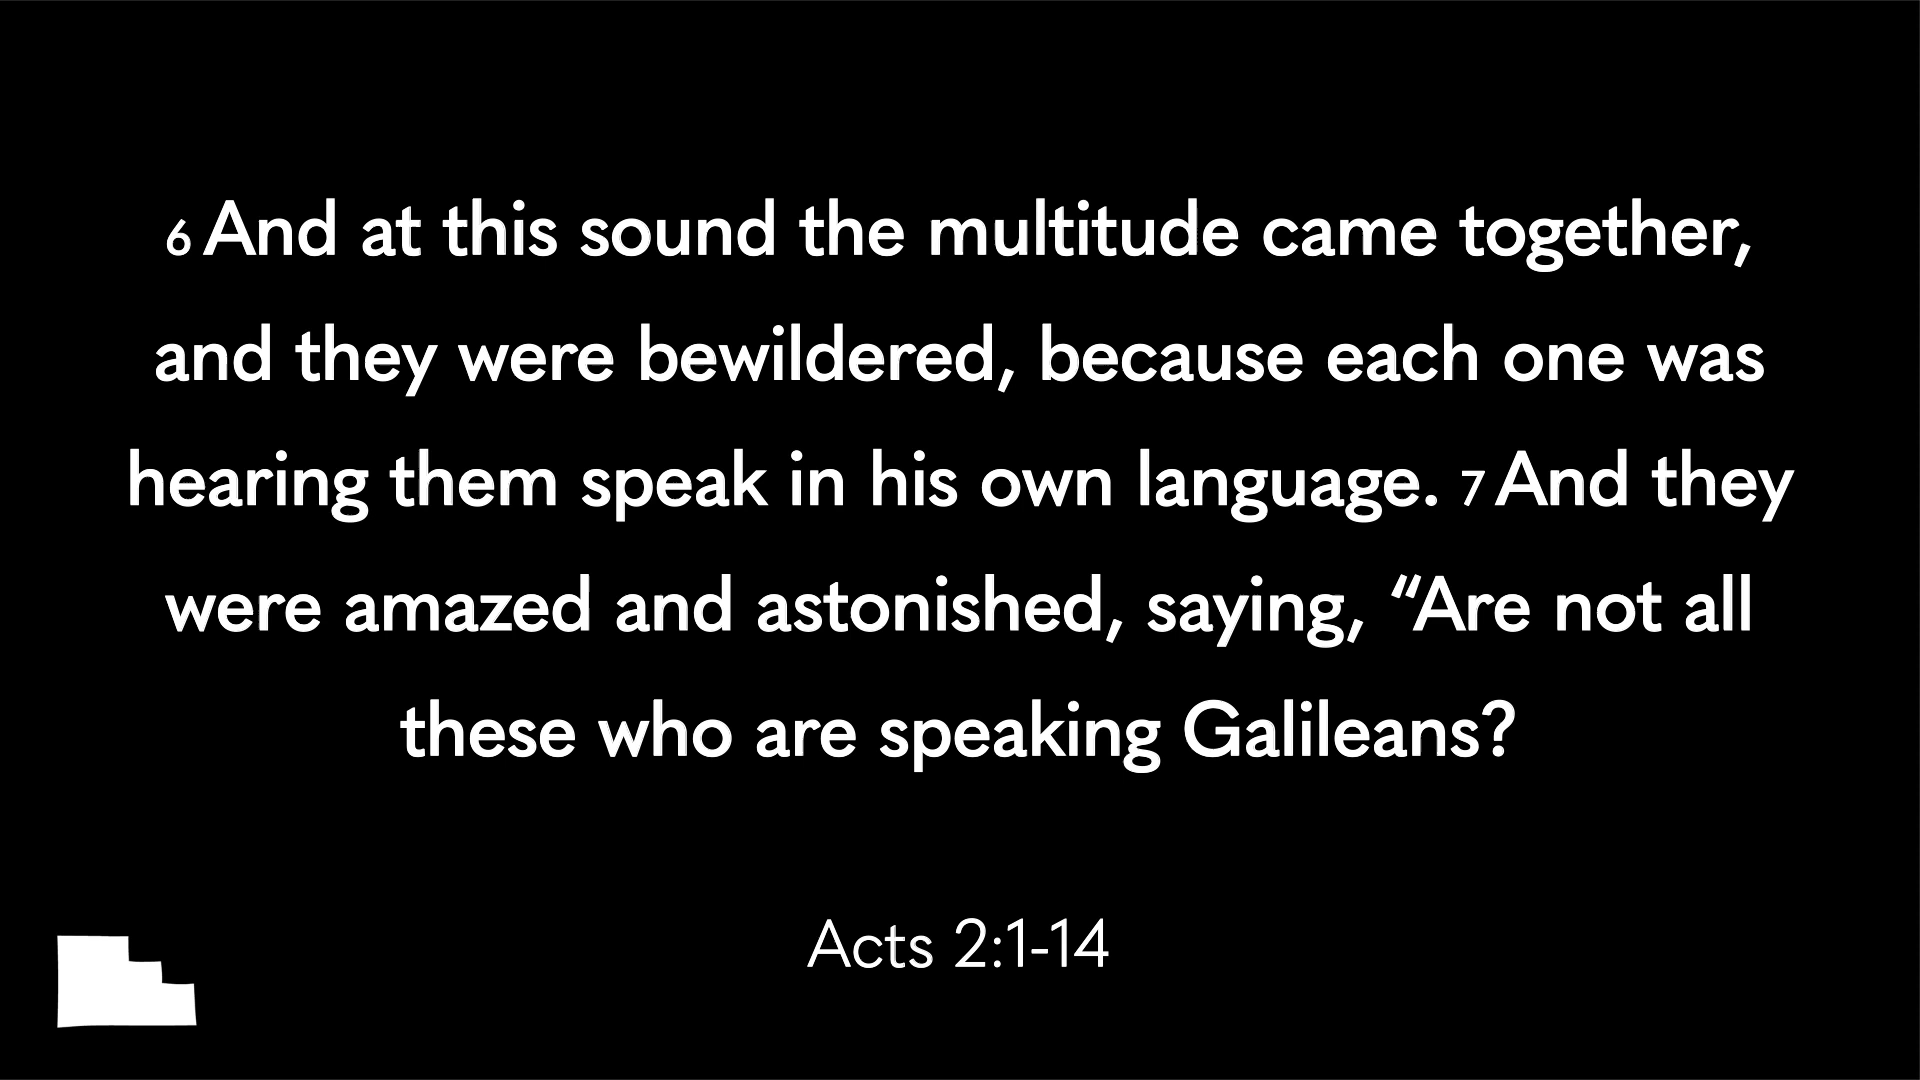 6 And at this sound the multitude came together,
and they were bewildered, because each one was
hearing them speak in his own language. 7 And they
were amazed and astonished, saying, “Are not all
these who are speaking Galileans?
Acts 2:1-14